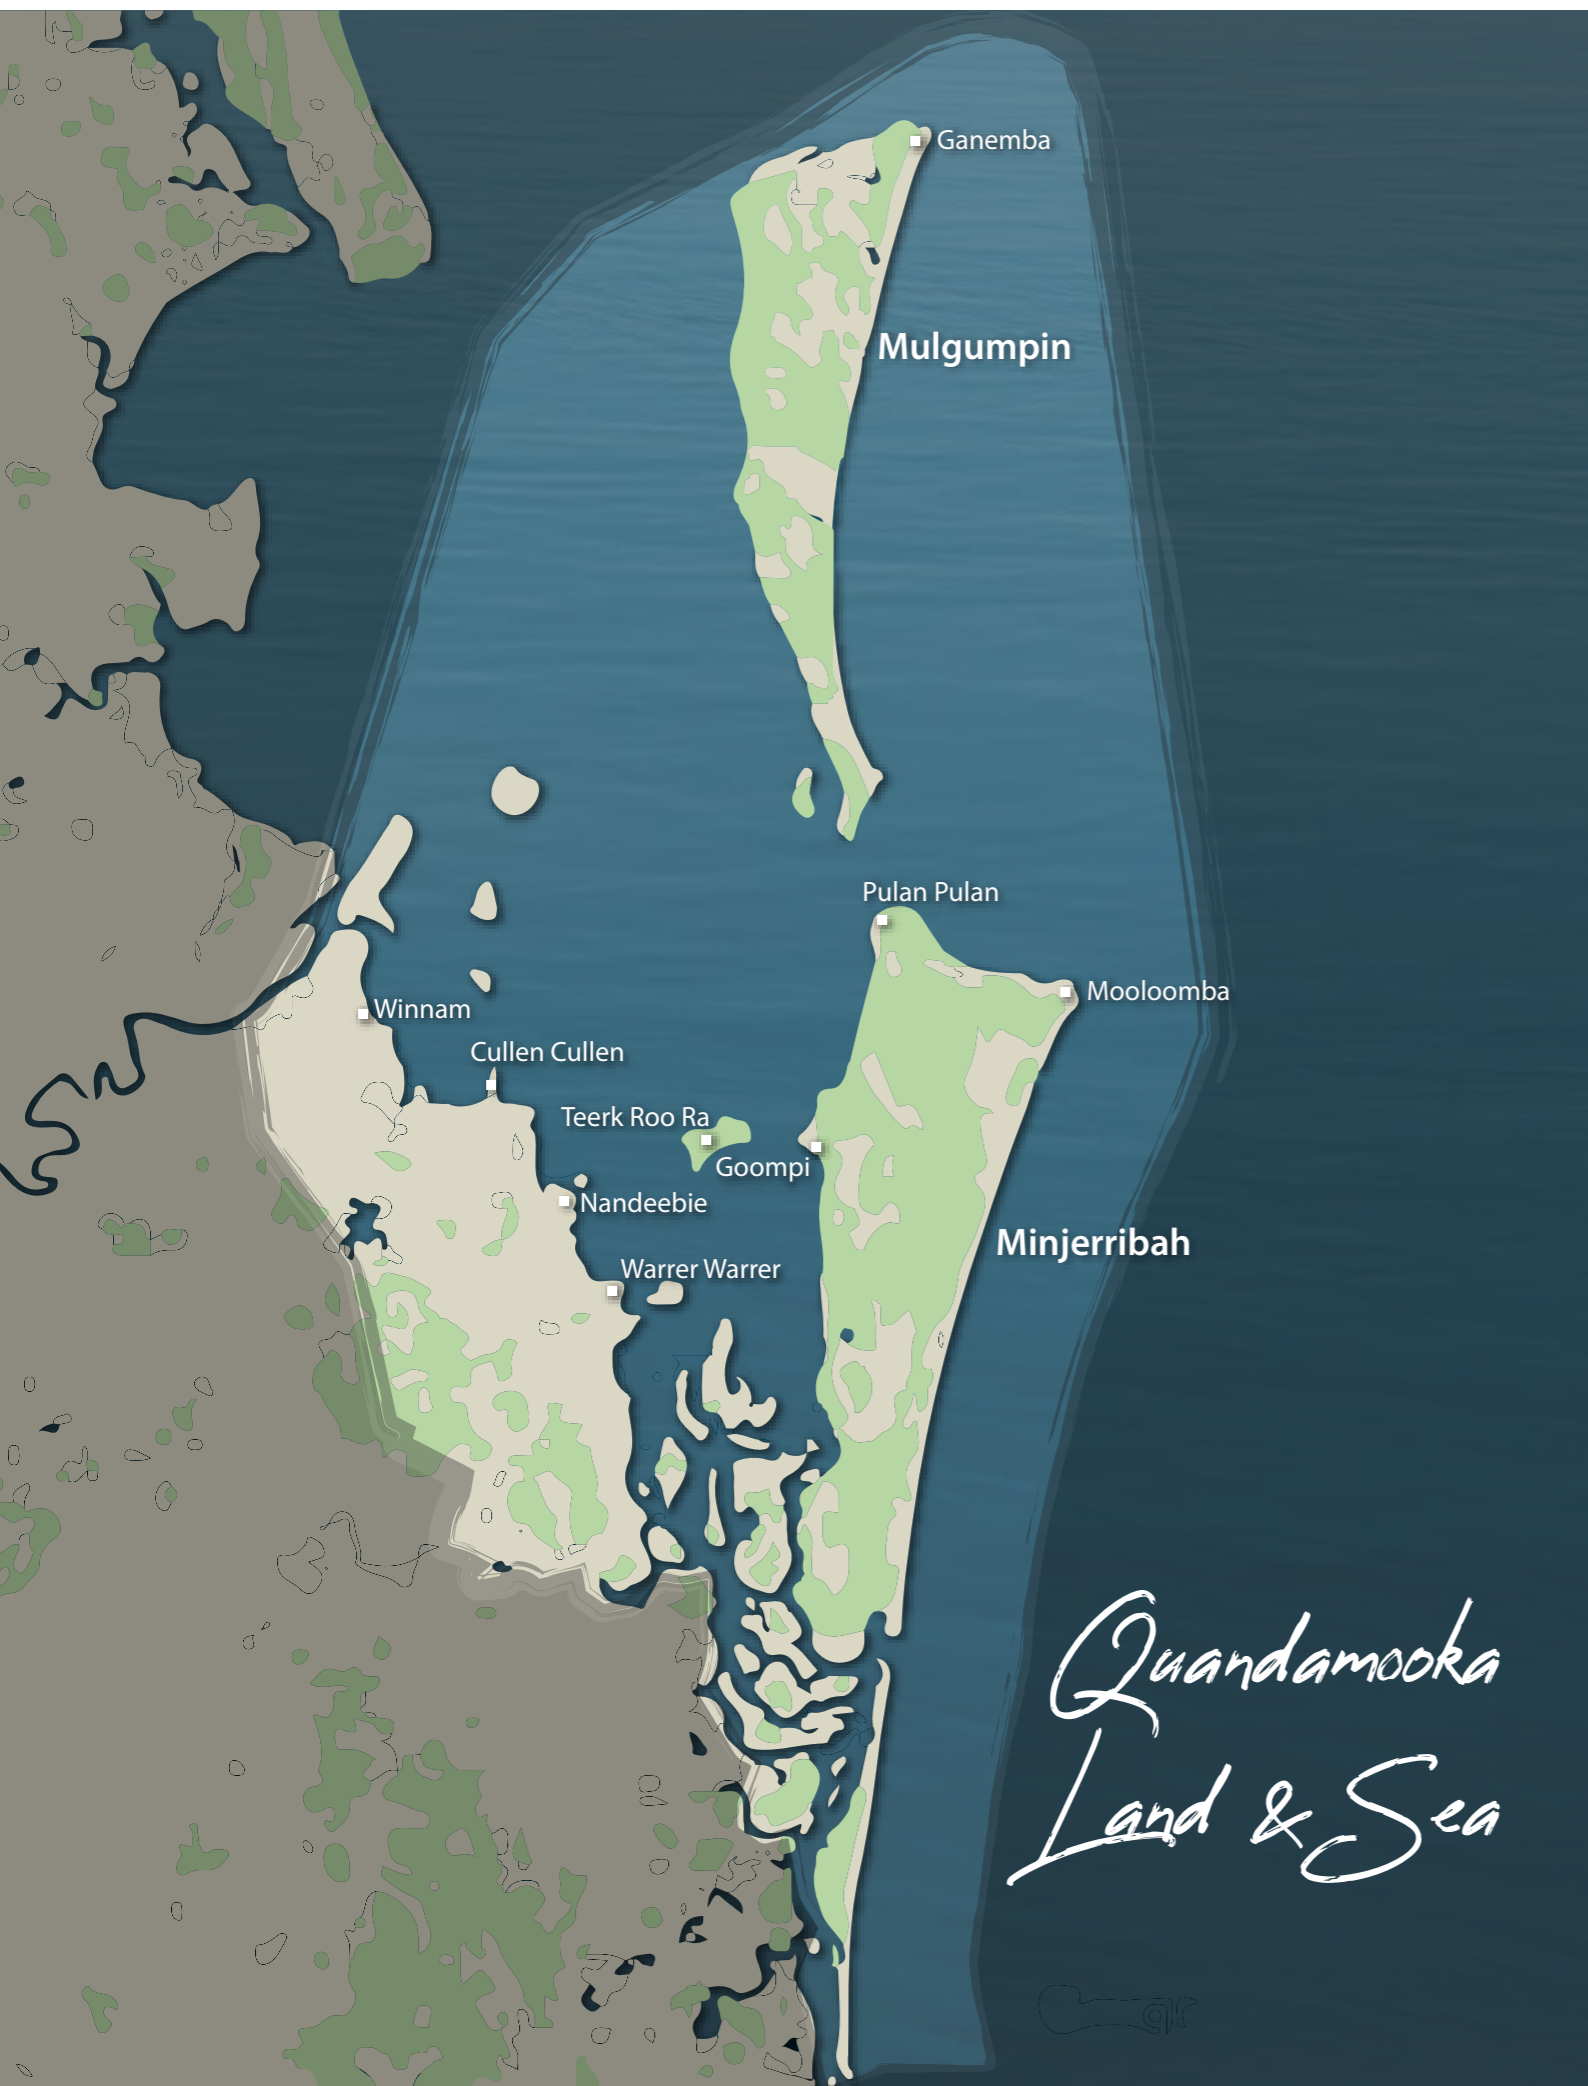 Ganemba
Mulgumpin
Pulan Pulan
Mooloomba
Winnam
Cullen Cullen
Teerk Roo Ra
Goompi
Nandeebie
Minjerribah
Warrer Warrer
Quandamooka
Land & Sea